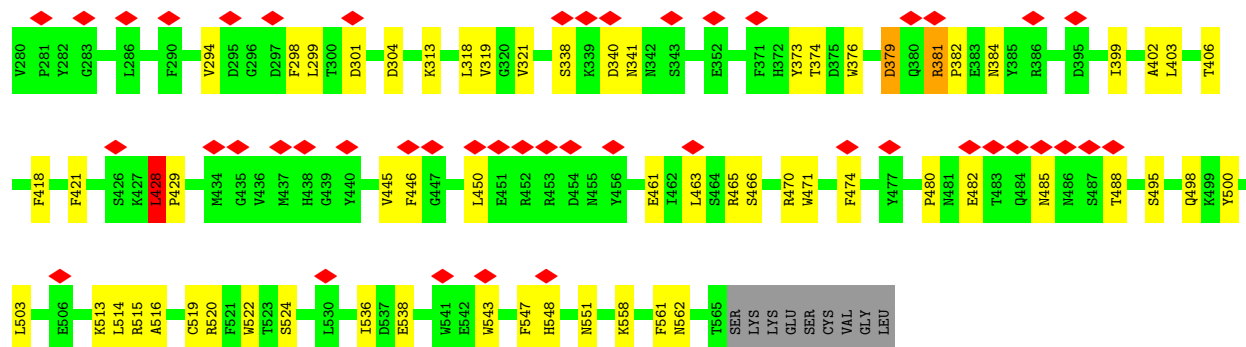 V280 P281 Y282 G283 L286 F290 V294 D295 G296 D297 F298 L299 T300 D301 D304 K313 L318 V319 G320 V321 S338 K339 D340 N341 N342 S343 E352 F371 H372 Y373 T374 D375 W376 D379 Q380 R381 P382 E383 N384 Y385 R386 D395 I399 A402 L403 T406
F418 F421 S426 K427 L428 P429 M434 G435 V436 M437 H438 G439 Y440 V445 F446 G447 L450 E451 R452 R453 D454 N455 Y456 E461 I462 L463 S464 R465 S466 R470 W471 F474 Y477 P480 N481 E482 T483 Q484 N485 N486 S487 T488 S495 Q498 K499 Y500
L503 E506 K513 L514 R515 A516 C519 R520 F521 W522 T523 S524 L530 I536 D537 E538 W541 E542 W543 F547 H548 N551 K558 F561 N562 T565 SER LYS LYS GLU SER CYS VAL GLY LEU